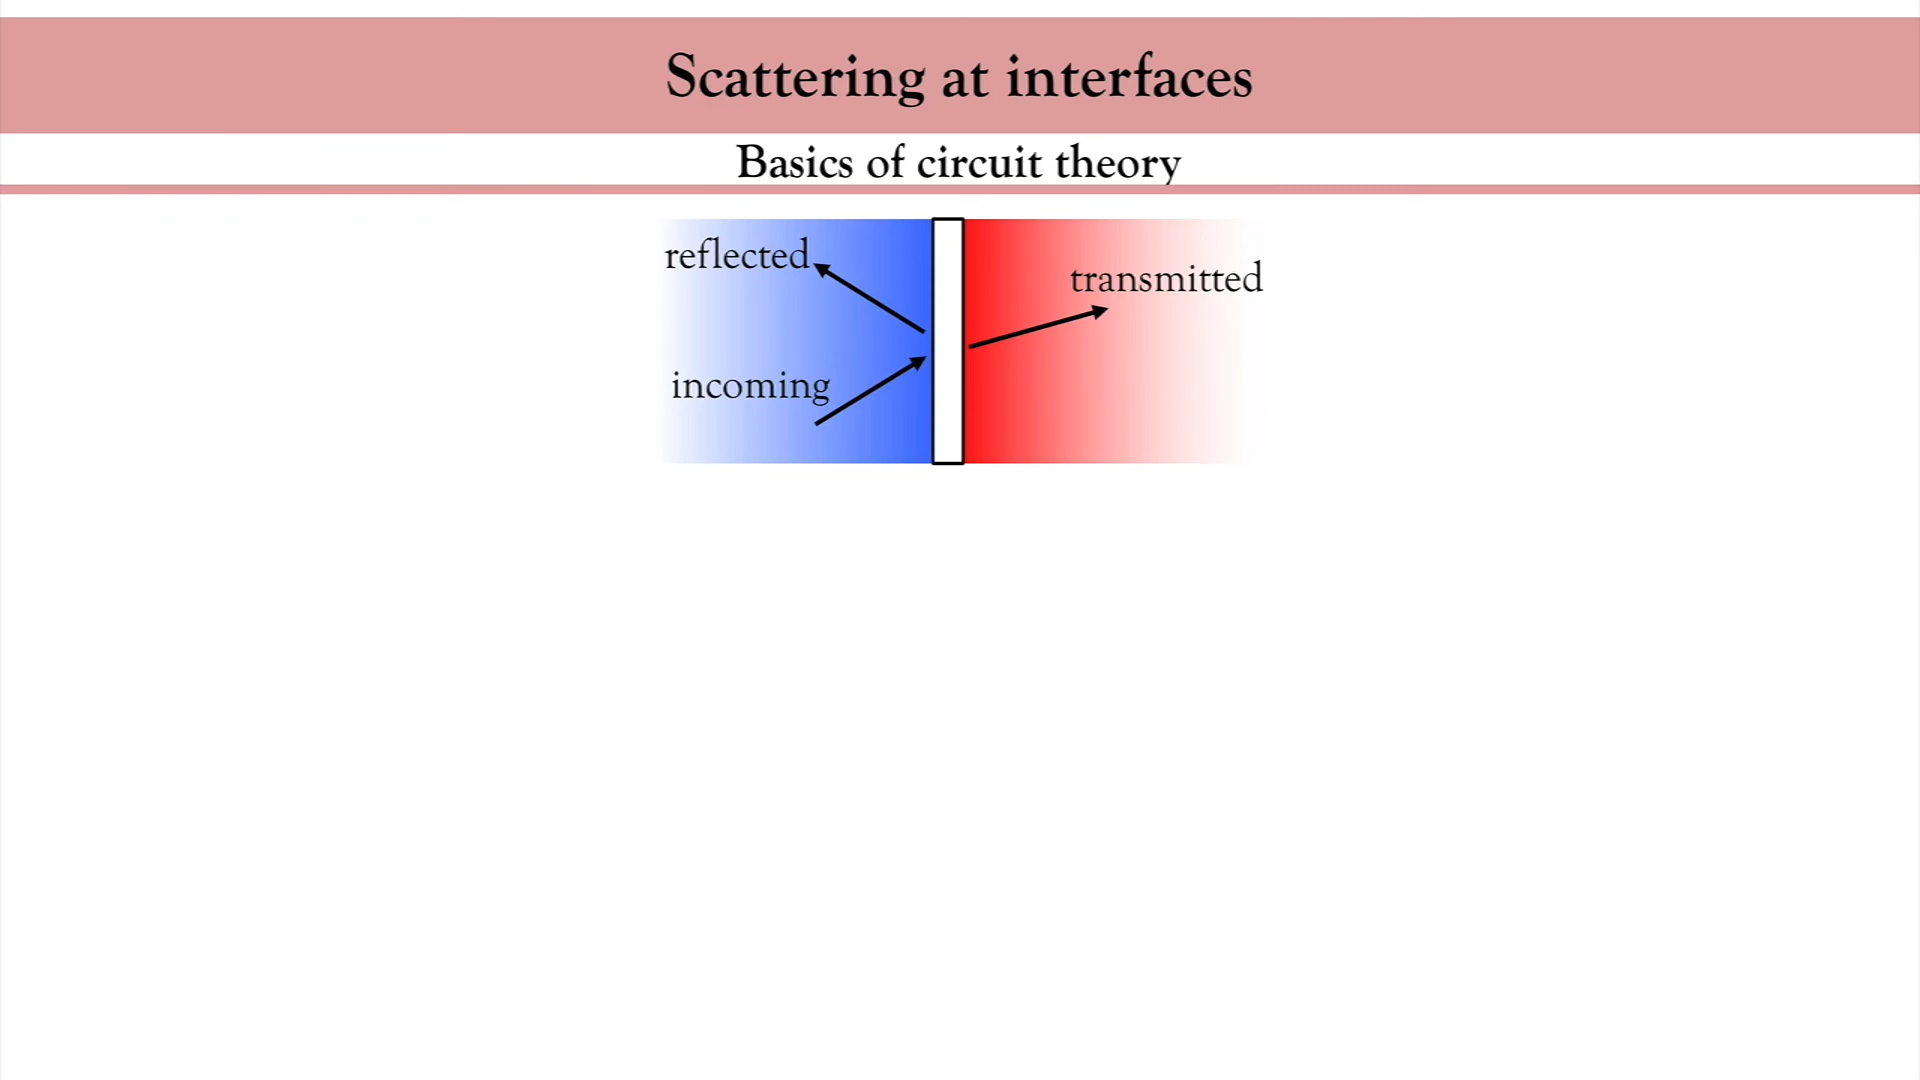 Scattering at interfaces
Basics of circuit theory
reflected
transmitted
incoming